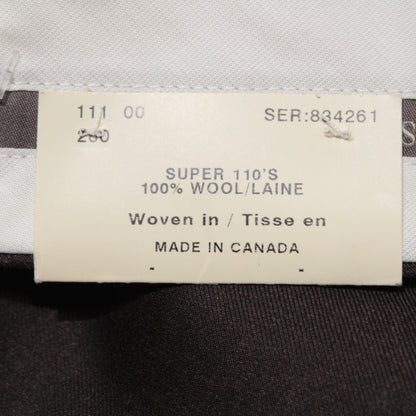 111 00 SER:834261
260
SUPER 110'S
100% WOOL/LAINE
Woven in / Tisse en
MADE IN CANADA
S